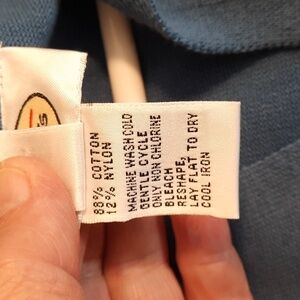 88% COTTON
12% NYLON
MACHINE WASH COLD
GENTLE CYCLE
ONLY NON CHLORINE
BLEACH
RESHAPE,
LAY FLAT TO DRY
COOL IRON